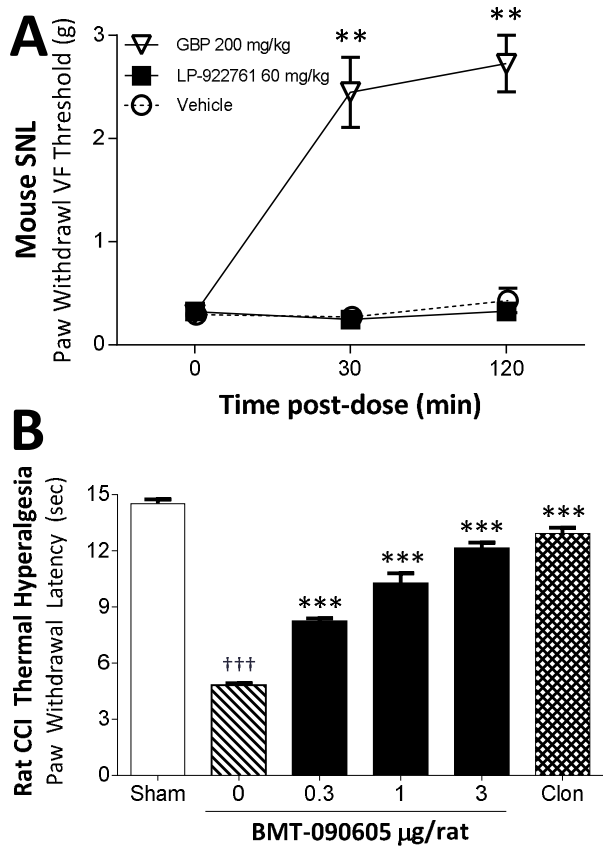 A
Mouse SNL
Paw Withdrawl VF Threshold (g)
3
2
1
0
GBP 200 mg/kg
LP-922761 60 mg/kg
Vehicle
**
**
0
30
120
Time post-dose (min)
B
Rat CCI Thermal Hyperalgesia
Paw Withdrawal Latency (sec)
15
12
9
6
3
0
†††
***
***
***
***
Sham
0
0.3
1
3
Clon
BMT-090605 μg/rat